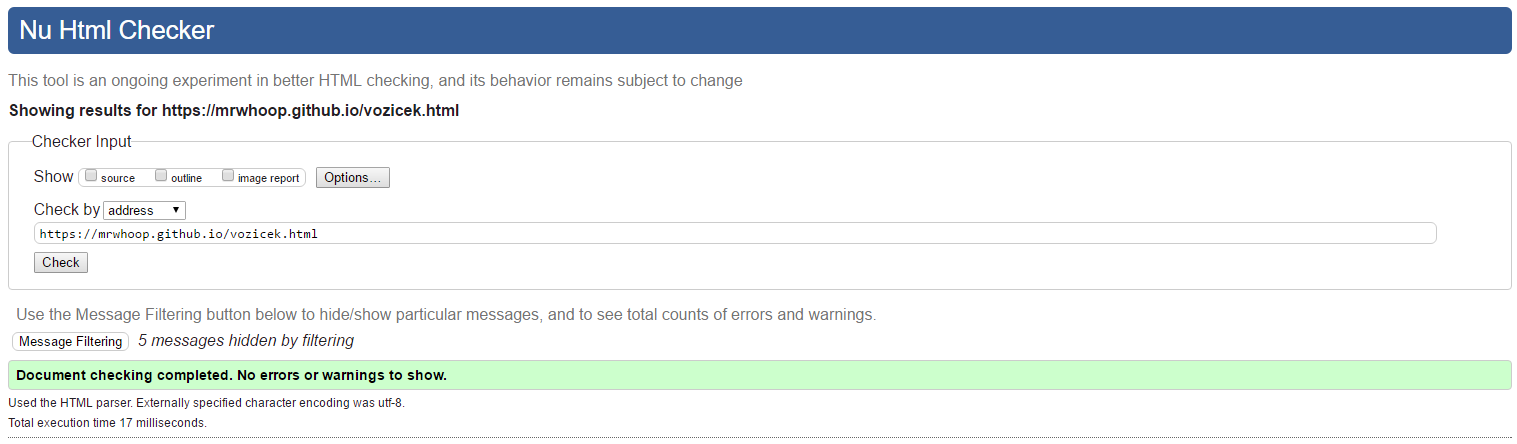 Nu Html Checker
This tool is an ongoing experiment in better HTML checking, and its behavior remains subject to change
Showing results for https://mrwhoop.github.io/vozicek.html
Checker Input
Show source outline image report Options...
Check by address
https://mrwhoop.github.io/vozicek.html
Check
Use the Message Filtering button below to hide/show particular messages, and to see total counts of errors and warnings.
Message Filtering 5 messages hidden by filtering
Document checking completed. No errors or warnings to show.
Used the HTML parser. Externally specified character encoding was utf-8.
Total execution time 17 milliseconds.